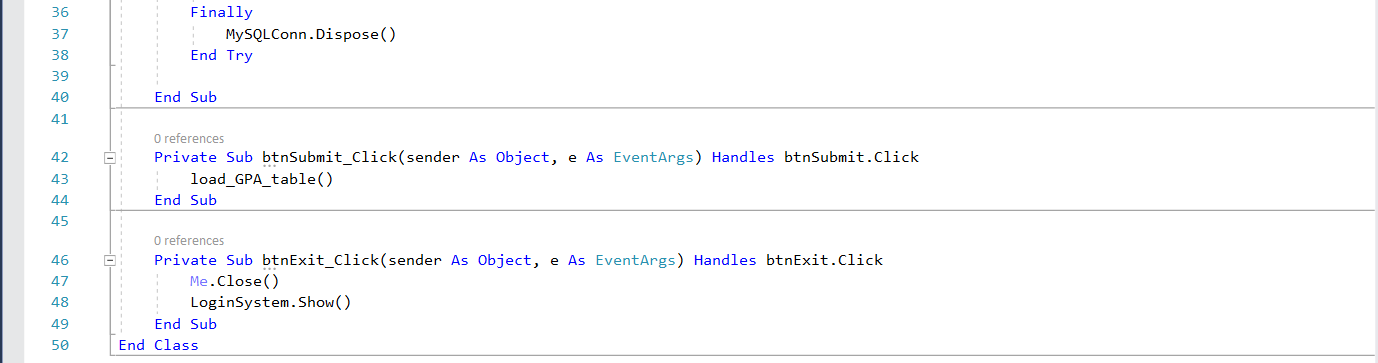 36 Finally
37 MySQLConn.Dispose()
38 End Try
39
40 End Sub
41
0 references
42 Private Sub btnSubmit_Click(sender As Object, e As EventArgs) Handles btnSubmit.Click
43 load_GPA_table()
44 End Sub
45
0 references
46 Private Sub btnExit_Click(sender As Object, e As EventArgs) Handles btnExit.Click
47 Me.Close()
48 LoginSystem.Show()
49 End Sub
50 End Class